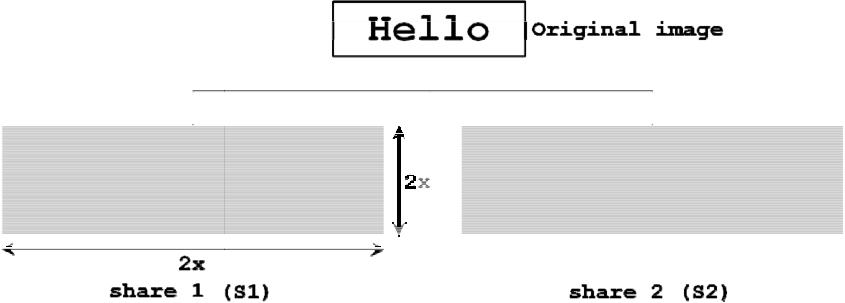 Hello
Original image
2x
2x
share 1 (S1)
share 2 (S2)